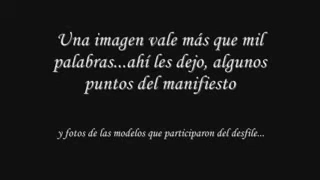 Una imagen vale más que mil
palabras...ahí les dejo, algunos
puntos del manifiesto
y fotos de las modelos que participaron del desfile...